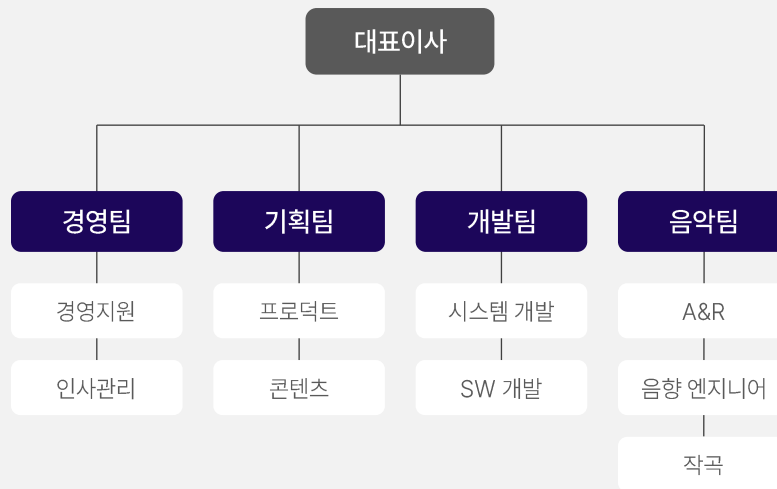 대표이사
경영팀
기획팀
개발팀
음악팀
경영지원
프로덕트
시스템 개발
A&R
인사관리
콘텐츠
SW 개발
음향 엔지니어
작곡